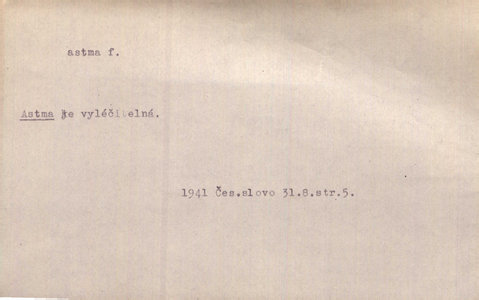 astma f.
Astma je vyléčitelná.
1941 Čes.slovo 31.8.str.5.